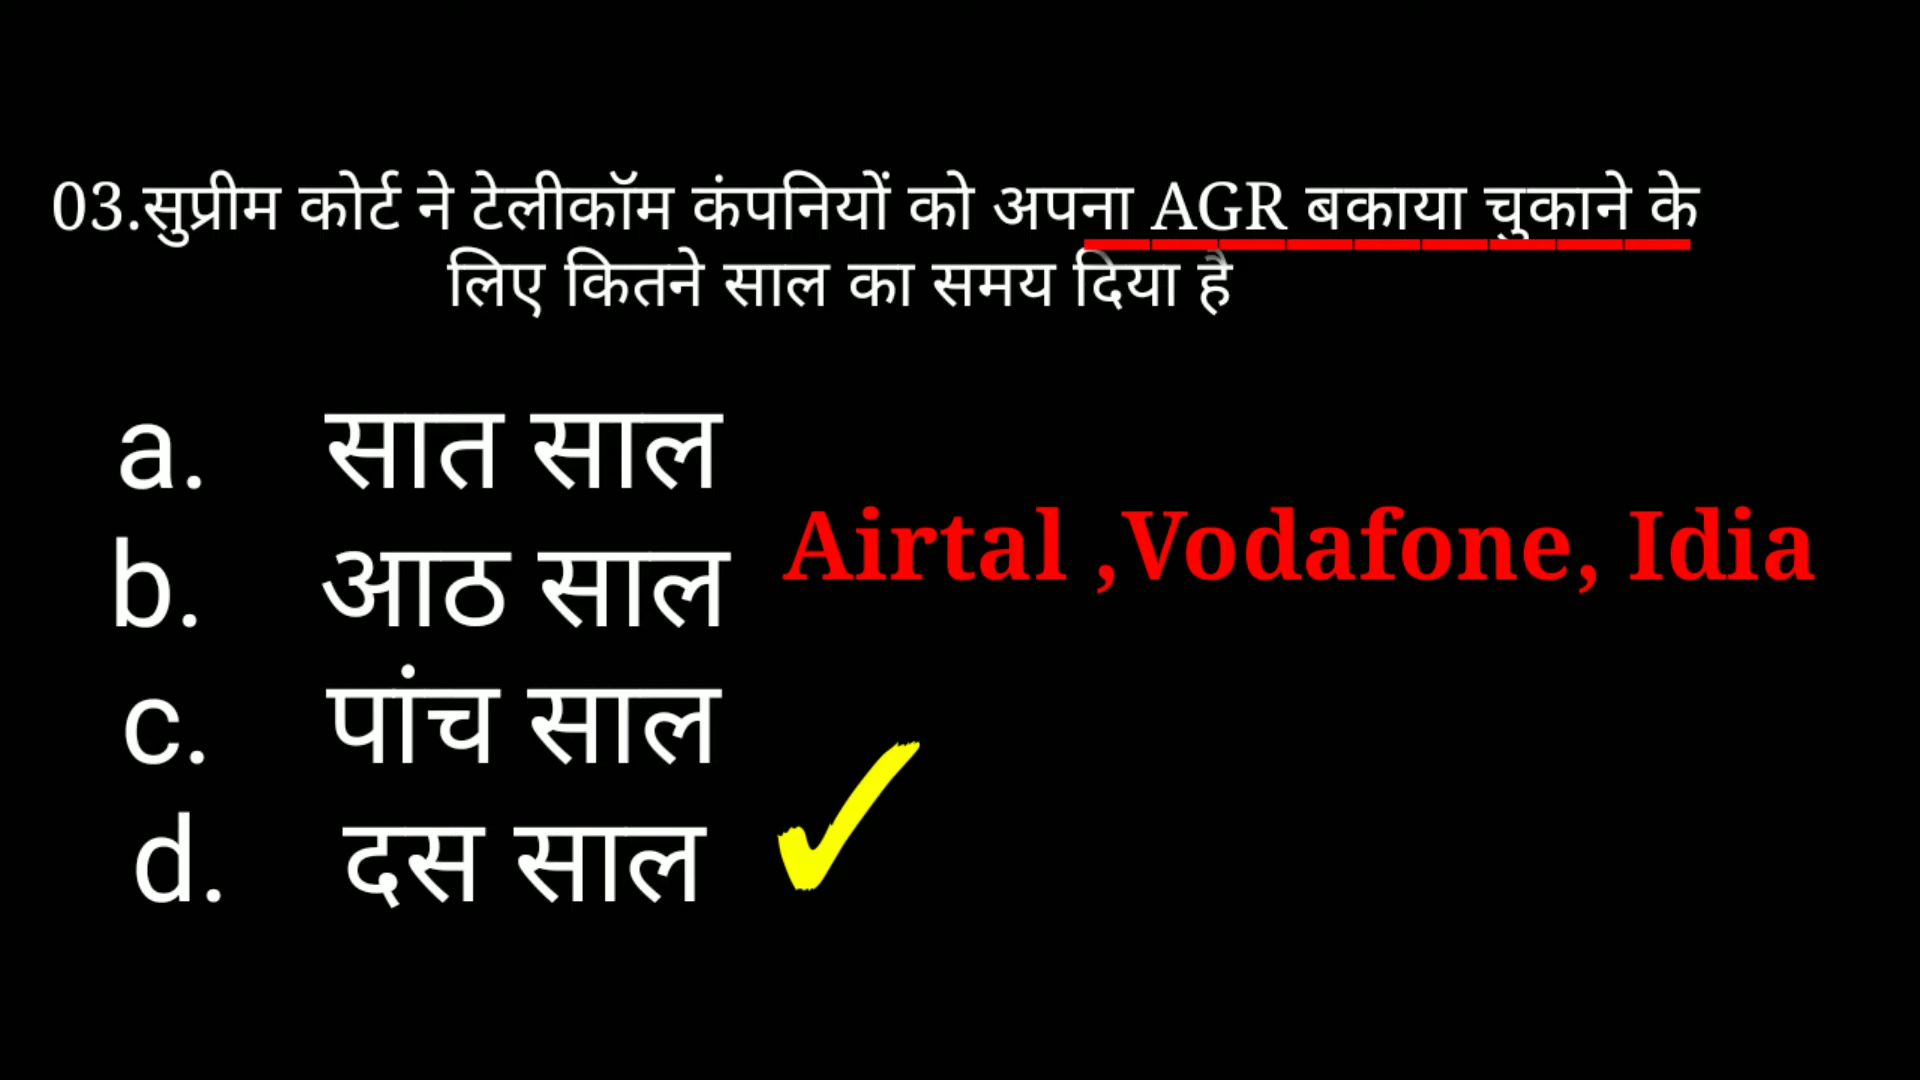 03.सुप्रीम कोर्ट ने टेलीकॉम कंपनियों को अपना AGR बकाया चुकाने के
लिए कितने साल का समय दिया है
a. सात साल
Airtal ,Vodafone, Idia
b. आठ साल
c. पांच साल
d. दस साल